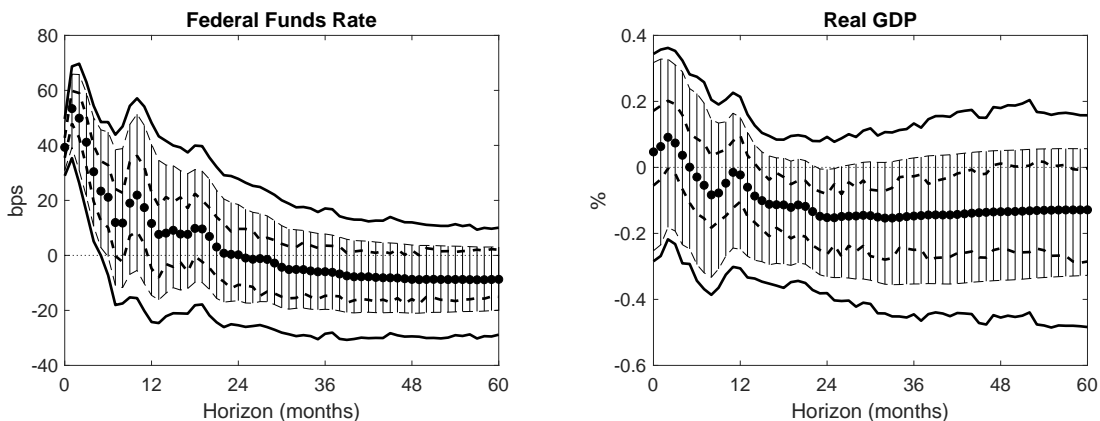 Federal Funds Rate
80
60
40
20
0
-20
-40
bps
0 12 24 36 48 60
Horizon (months)
Real GDP
0.4
0.2
0
-0.2
-0.4
-0.6
%
0 12 24 36 48 60
Horizon (months)